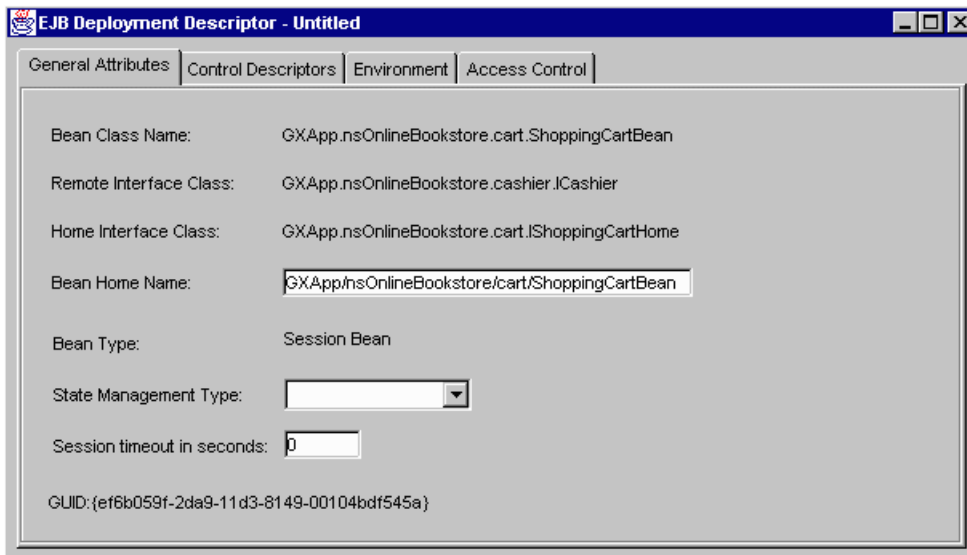 EJB Deployment Descriptor - Untitled
General Attributes Control Descriptors Environment Access Control
Bean Class Name: GXApp.nsOnlineBookstore.cart.ShoppingCartBean
Remote Interface Class: GXApp.nsOnlineBookstore.cashier.ICashier
Home Interface Class: GXApp.nsOnlineBookstore.cart.IShoppingCartHome
Bean Home Name: GXApp/nsOnlineBookstore/cart/ShoppingCartBean
Bean Type: Session Bean
State Management Type:
Session timeout in seconds: 0
GUID:{ef6b059f-2da9-11d3-8149-00104bdf545a}